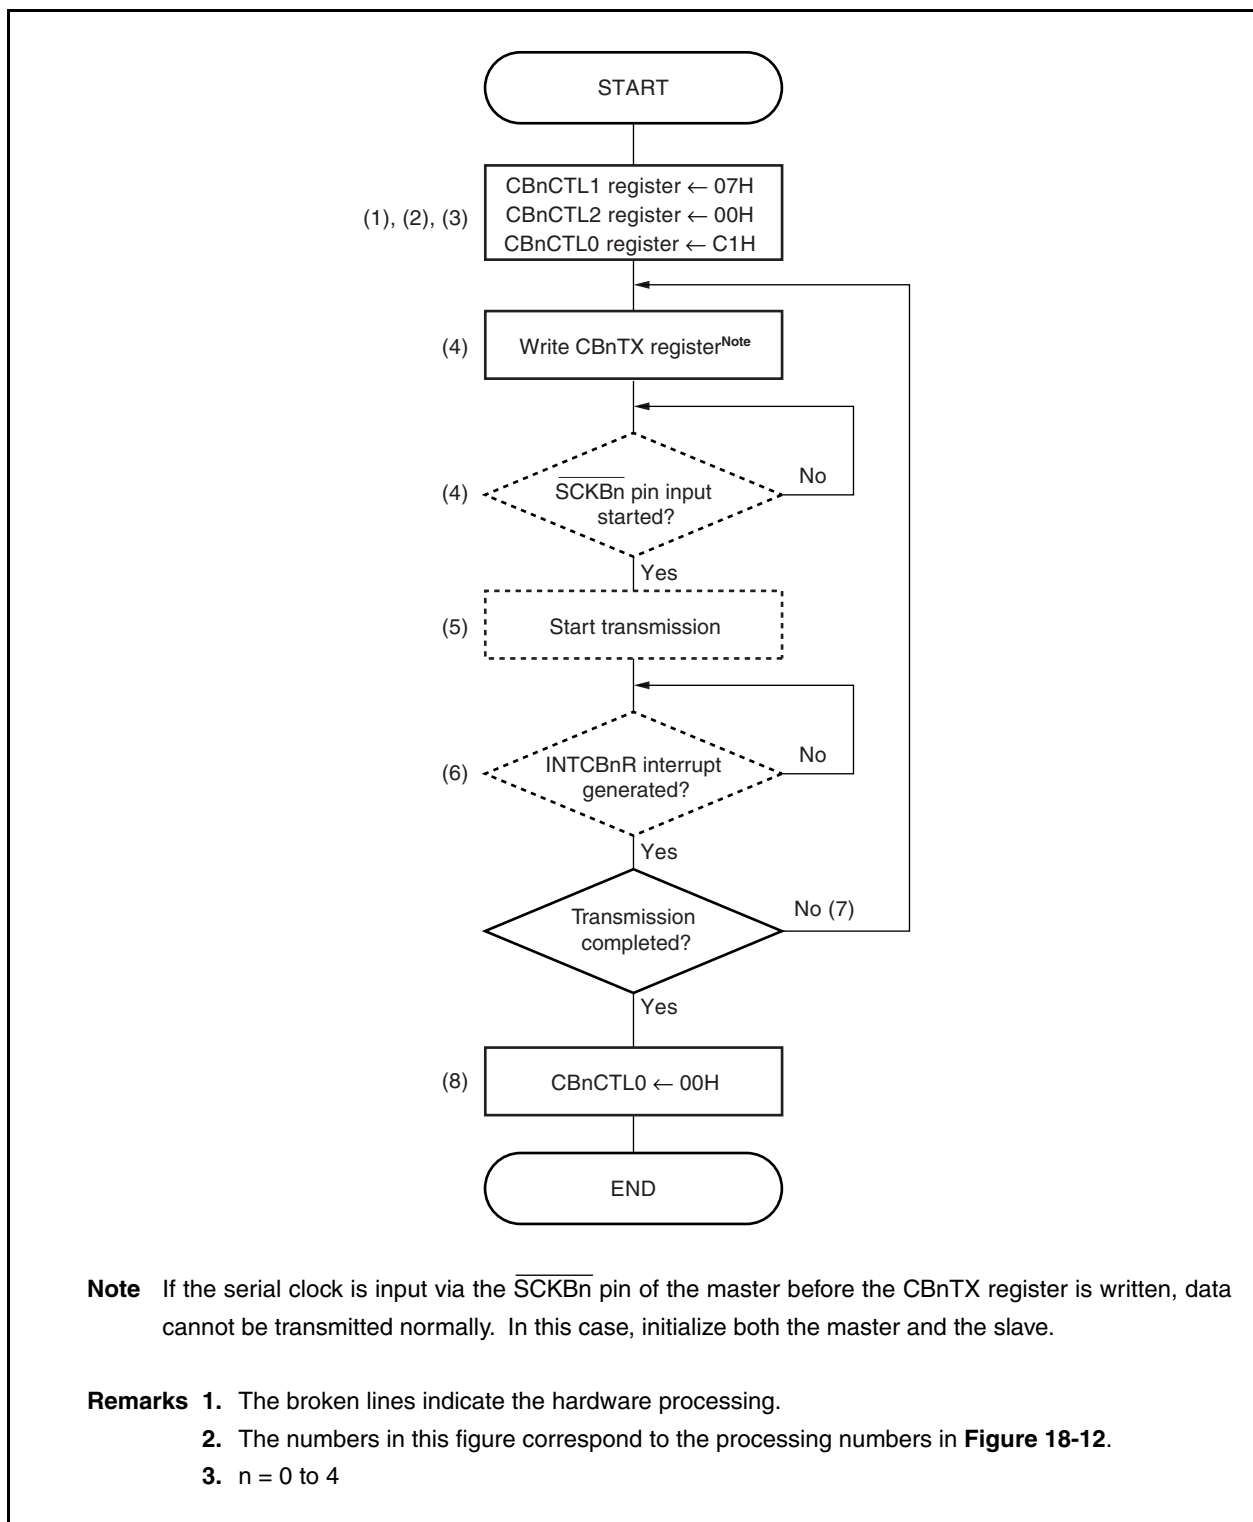 START
CBnCTL1 register ← 07H
(1), (2), (3) CBnCTL2 register ← 00H
CBnCTL0 register ← C1H
(4) Write CBnTX register Note
(4) SCKBn pin input No
started?
Yes
(5) Start transmission
(6) INTCBnR interrupt No
generated?
Yes
Transmission No (7)
completed?
Yes
(8) CBnCTL0 ← 00H
END
Note If the serial clock is input via the SCKBn pin of the master before the CBnTX register is written, data
cannot be transmitted normally. In this case, initialize both the master and the slave.
Remarks 1. The broken lines indicate the hardware processing.
2. The numbers in this figure correspond to the processing numbers in Figure 18-12.
3. n = 0 to 4